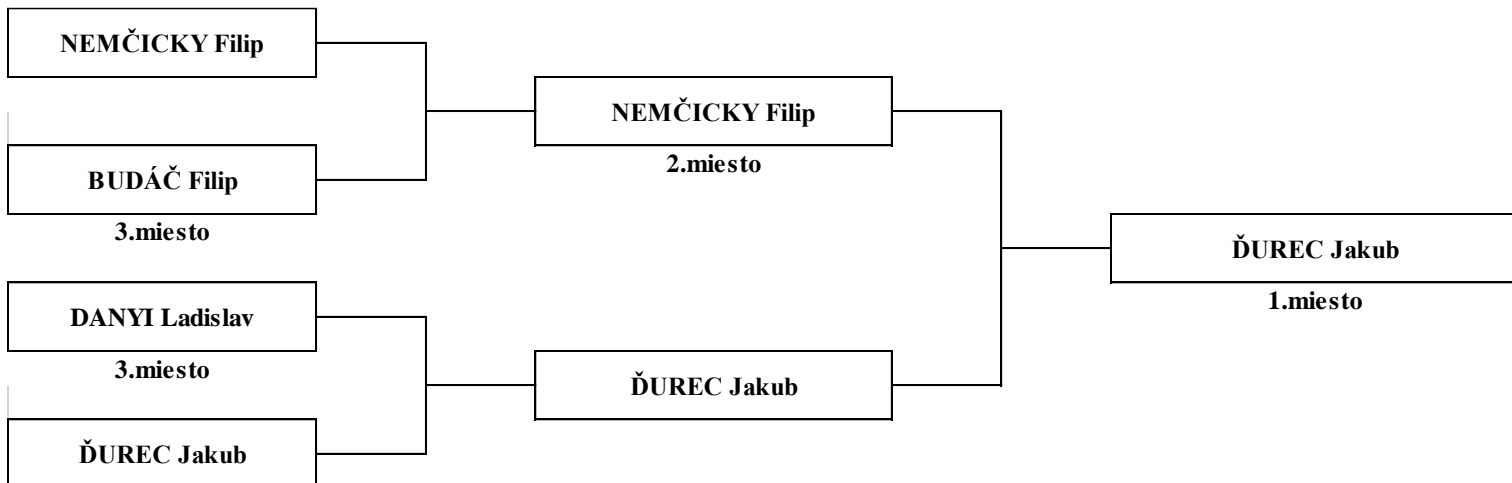 NEMČICKY Filip
BUDÁČ Filip
3.miesto
DANYI Ladislav
3.miesto
ĎUREC Jakub
NEMČICKY Filip
2.miesto
ĎUREC Jakub
ĎUREC Jakub
1.miesto